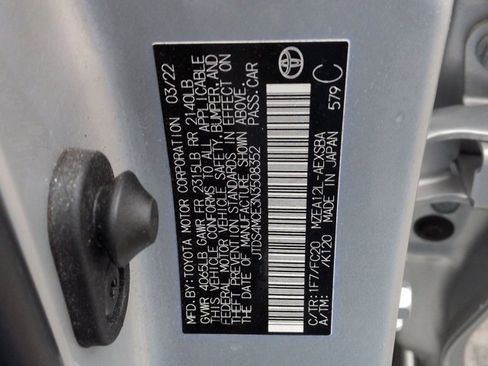 MFD.BY:TOYOTA MOTOR CORPORATION 03/22
GVWR 4065LB GAWR FR 2315LB RR 2140LB
THIS VEHICLE CONFORMS TO ALL APPLICABLE
FEDERAL MOTOR VEHICLE SAFETY, BUMPER, AND
THEFT PREVENTION STANDARDS IN EFFECT ON
THE DATE OF MANUFACTURE SHOWN ABOVE.
JTDS4MCE3N3508352 PASS.CAR
C/TR:1F7/FC20 MZEA12L-AEXSBA
A/TM: /K120 MADE IN JAPAN
579 C